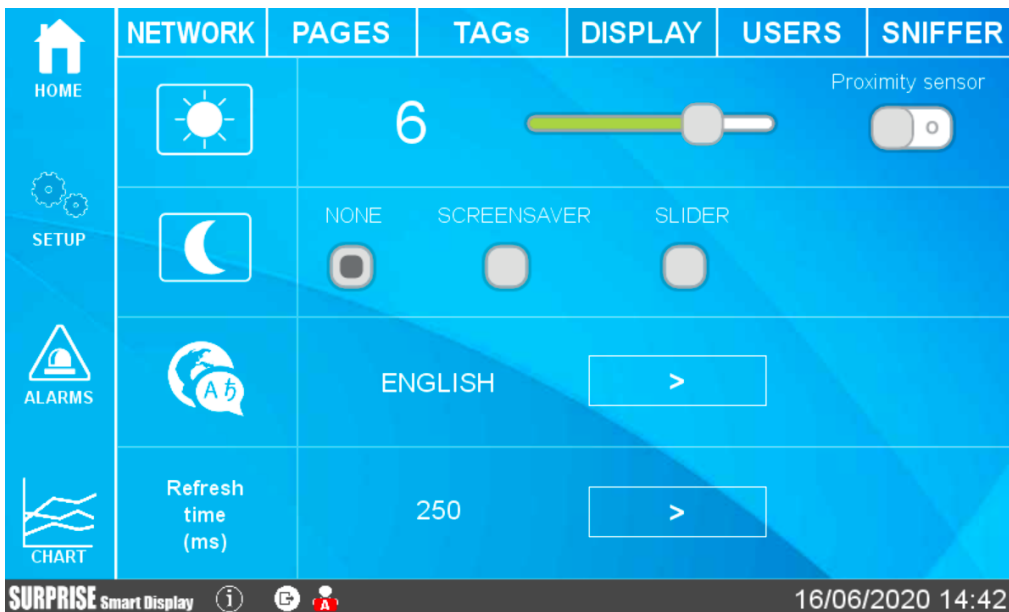 NETWORK PAGES TAGs DISPLAY USERS SNIFFER
HOME
6
Proximity sensor
O
SETUP
NONE SCREENSAVER SLIDER
ALARMS
A ち
ENGLISH >
CHART
Refresh
time
(ms)
250 >
SURPRISE Smart Display i A 16/06/2020 14:42